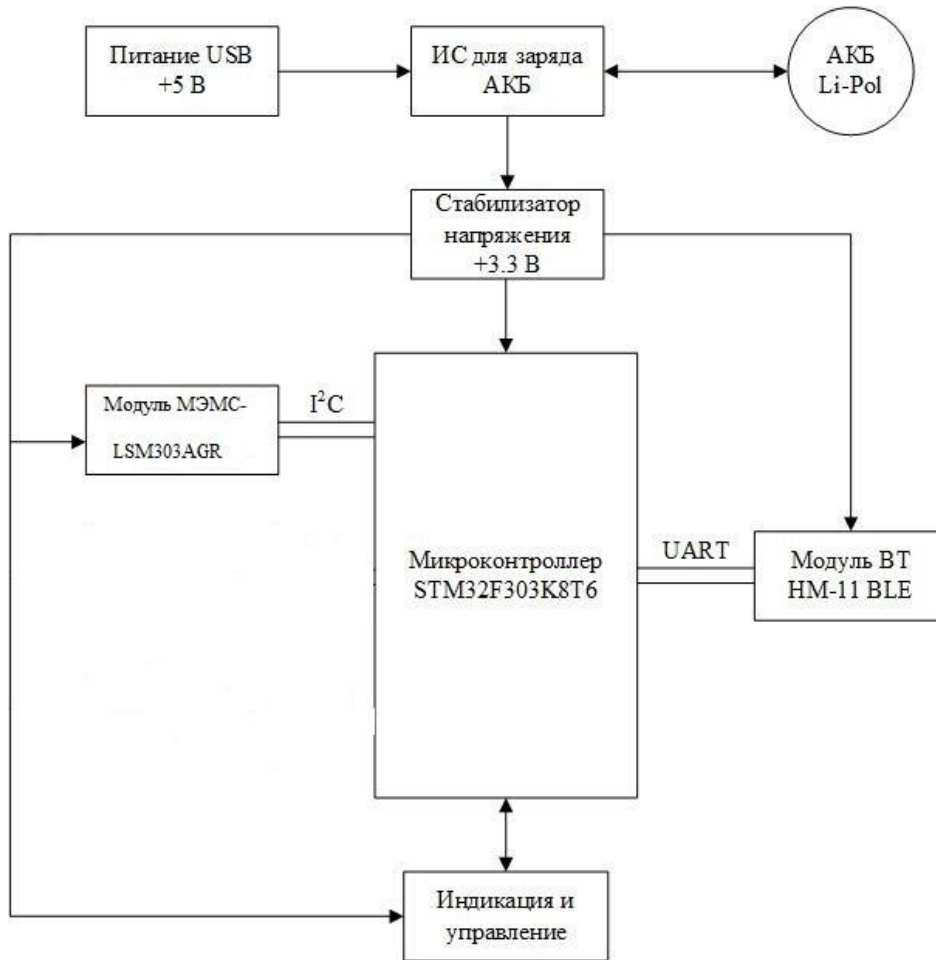 Питание USB
+5 В
ИС для заряда
АКБ
АКБ
Li-Pol
Стабилизатор
напряжения
+3.3 В
Модуль МЭМС-
LSM303AGR
I²C
Микроконтроллер
STM32F303K8T6
UART
Модуль BT
HM-11 BLE
Индикация и
управление